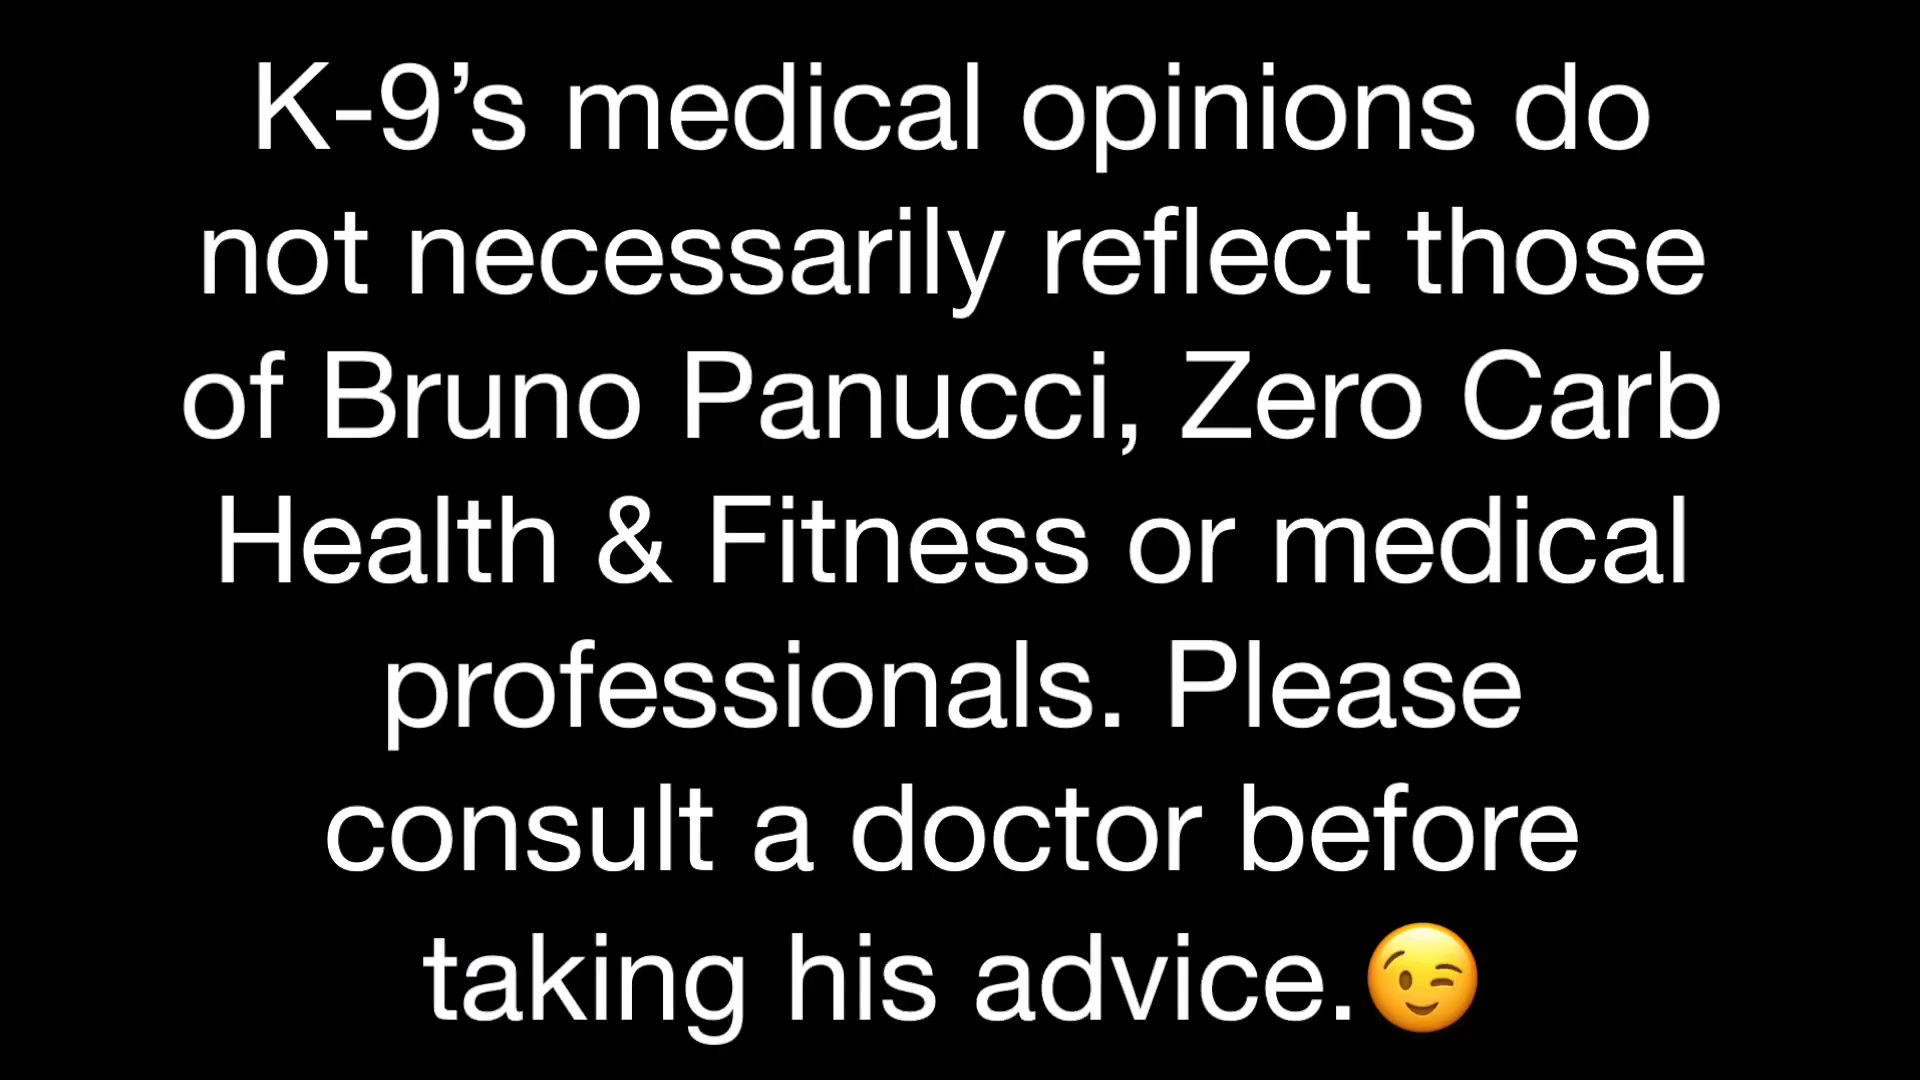 K-9’s medical opinions do
not necessarily reflect those
of Bruno Panucci, Zero Carb
Health & Fitness or medical
professionals. Please
consult a doctor before
taking his advice.😉